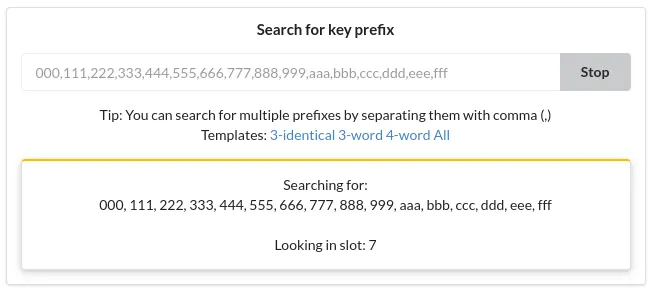 Search for key prefix
000,111,222,333,444,555,666,777,888,999,aaa,bbb,ccc,ddd,eee,fff
Stop
Tip: You can search for multiple prefixes by separating them with comma (,)
Templates: 3-identical 3-word 4-word All
Searching for:
000, 111, 222, 333, 444, 555, 666, 777, 888, 999, aaa, bbb, ccc, ddd, eee, fff
Looking in slot: 7